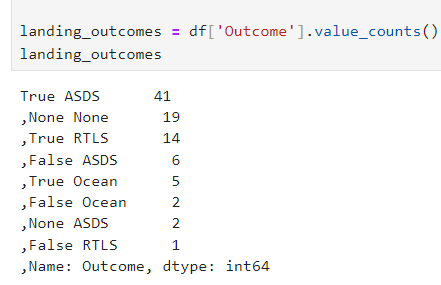 landing_outcomes = df['Outcome'].value_counts()
landing_outcomes
True ASDS 41
,None None 19
,True RTLS 14
,False ASDS 6
,True Ocean 5
,False Ocean 2
,None ASDS 2
,False RTLS 1
,Name: Outcome, dtype: int64